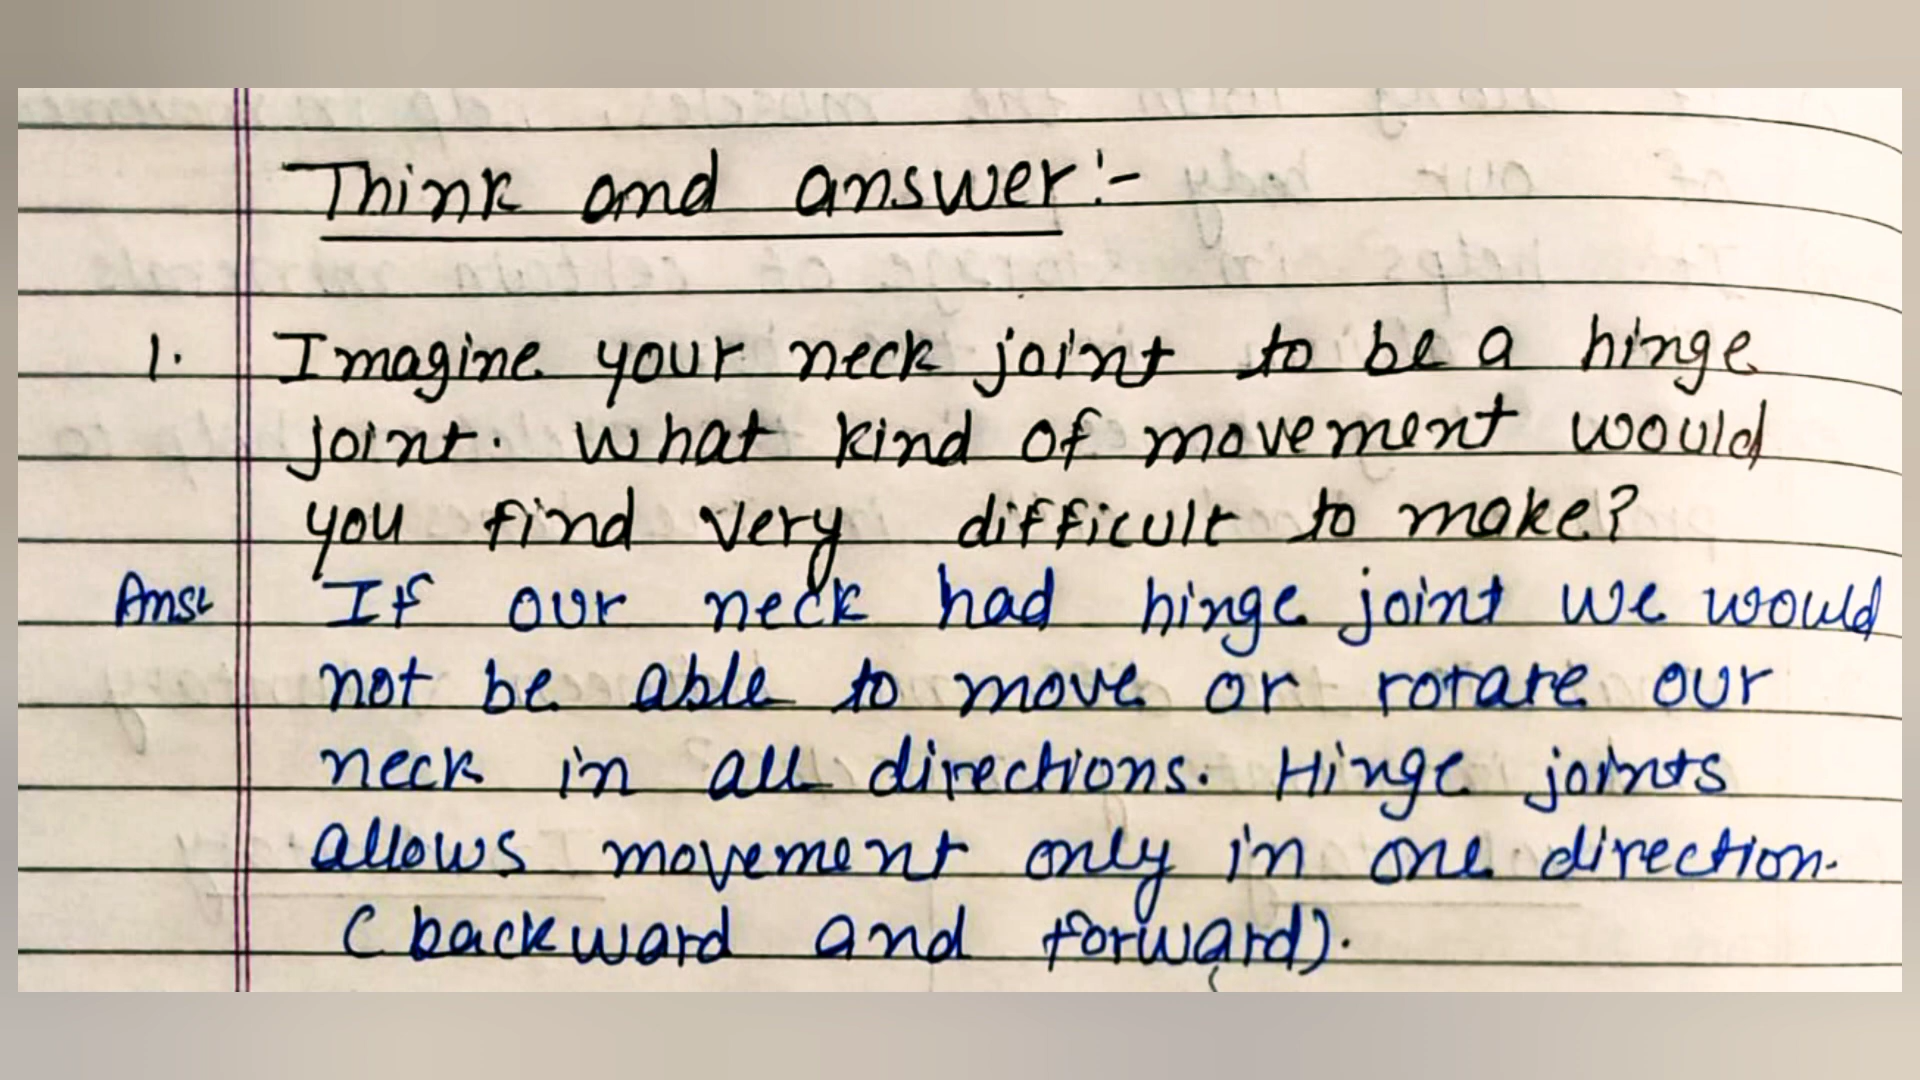 Think and answer:-
1. Imagine your neck joint to be a hinge
joint. What kind of movement would
you find very difficult to make?
Ans: If our neck had hinge joint we would
not be able to move or rotate our
neck in all directions. Hinge joints
allows movement only in one direction.
(backward and forward).